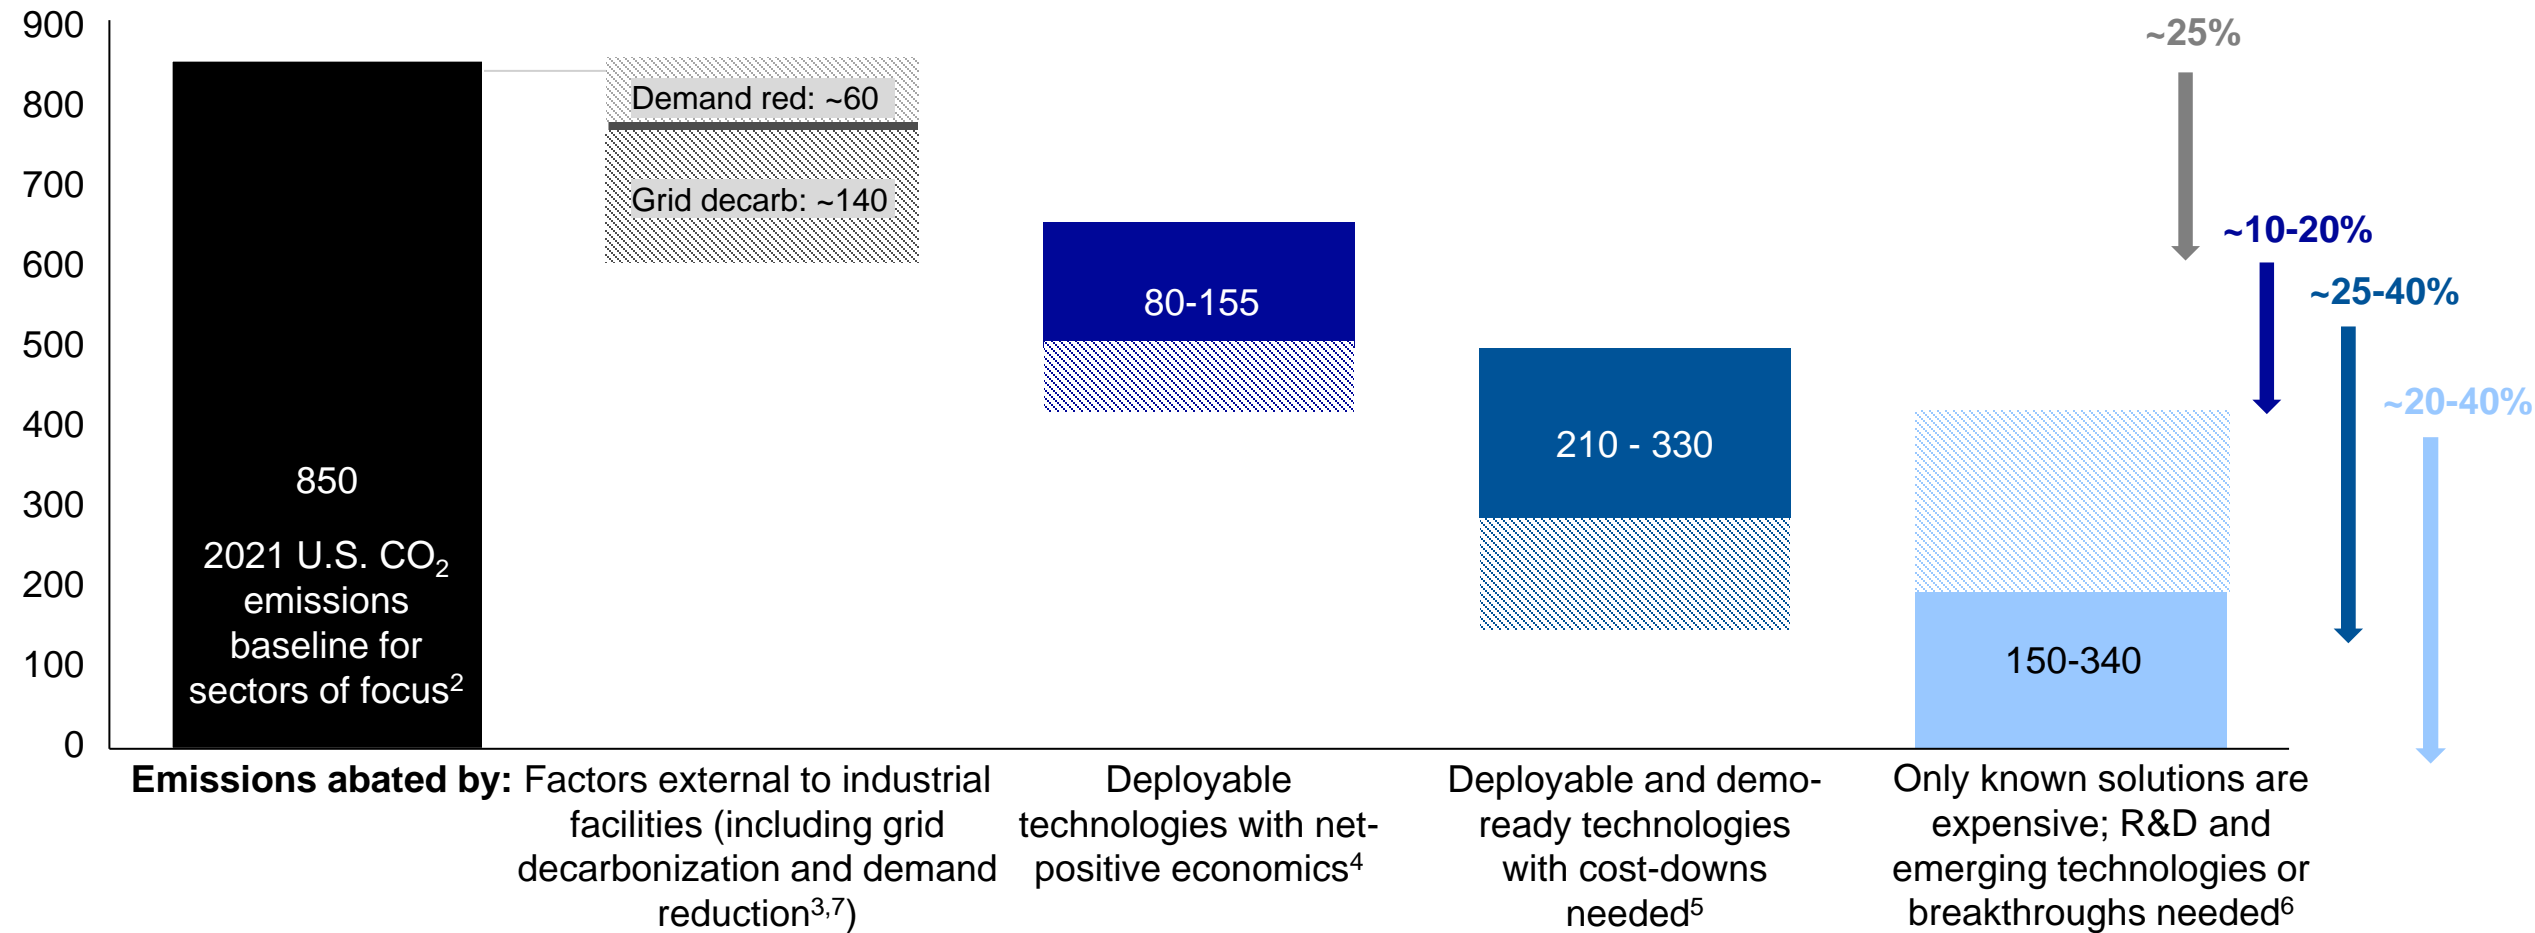 900
800
700
600
500
400
300
200
100
0
850
2021 U.S. CO₂
emissions
baseline for
sectors of focus²
Demand red: ~60
Grid decarb: ~140
80-155
210 - 330
150-340
~25%
~10-20%
~25-40%
~20-40%
Emissions abated by:
Factors external to industrial
facilities (including grid
decarbonization and demand
reduction³,⁷)
Deployable
technologies with net-
positive economics⁴
Deployable and demo-
ready technologies
with cost-downs
needed⁵
Only known solutions are
expensive; R&D and
emerging technologies or
breakthroughs needed⁶